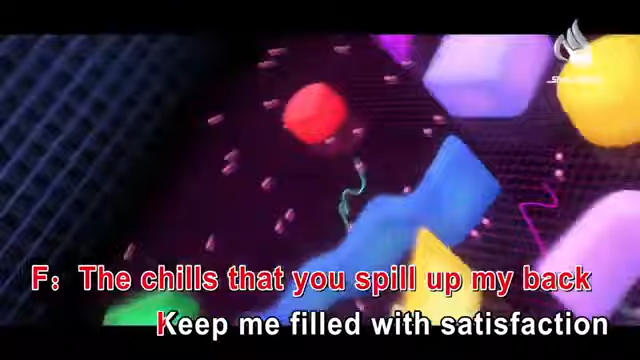 F：The chills that you spill up my back
Keep me filled with satisfaction